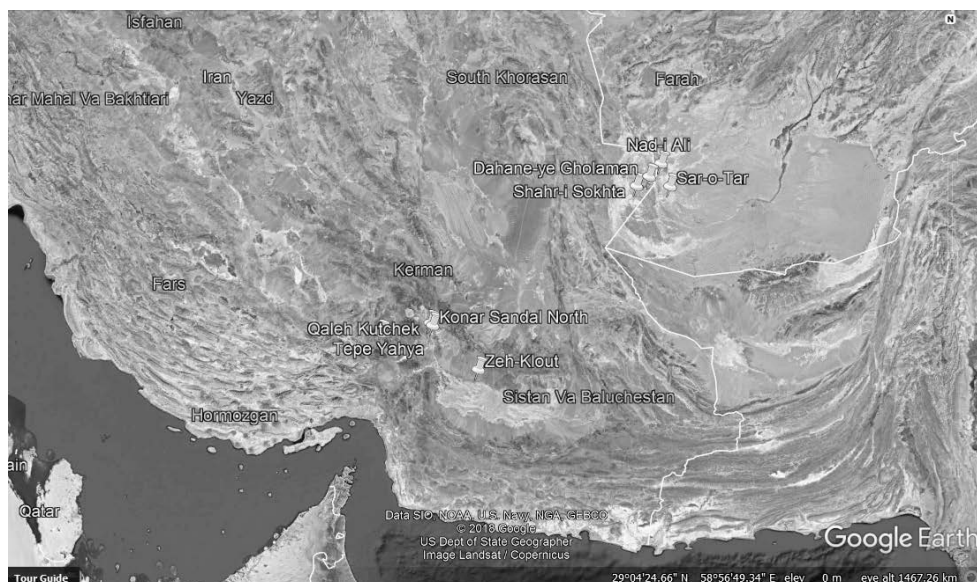 N
Isfahan
Iran
South Khorasan
Farah
har Mahal Va Bakhtiari
Yazd
Nad-i Ali
Dahane-ye Gholaman
Sar-o-Tar
Shahr-i Sokhta
Kerman
Fars
Konar Sandal North
Qaleh Kutchek
Tepe Yahya
Zeh-Klout
Sistan Va Baluchestan
Hormozgan
ain
Qatar
Data SIO, NOAA, U.S. Navy, NGA, GEBCO
© 2018 Google
US Dept of State Geographer
Image Landsat / Copernicus
Google Earth
Tour Guide
29°04'24.66" N 58°56'49.34" E elev 0 m eye alt 1467.26 km